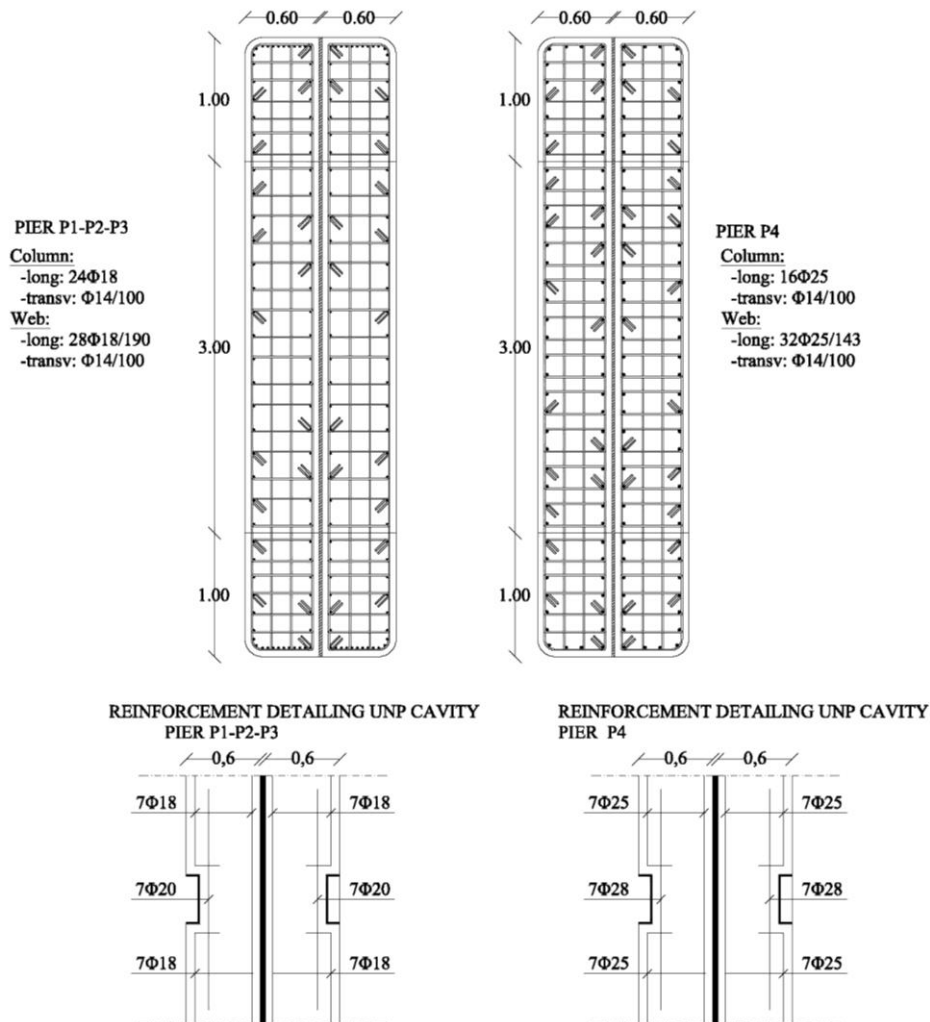 0.60 0.60
1.00
3.00
1.00
PIER P1-P2-P3
Column:
-long: 24Φ18
-transv: Φ14/100
Web:
-long: 28Φ18/190
-transv: Φ14/100
0.60 0.60
1.00
3.00
1.00
PIER P4
Column:
-long: 16Φ25
-transv: Φ14/100
Web:
-long: 32Φ25/143
-transv: Φ14/100
REINFORCEMENT DETAILING UNP CAVITY
PIER P1-P2-P3
0,6 0,6
7Φ18 7Φ18
7Φ20 7Φ20
7Φ18 7Φ18
REINFORCEMENT DETAILING UNP CAVITY
PIER P4
0,6 0,6
7Φ25 7Φ25
7Φ28 7Φ28
7Φ25 7Φ25